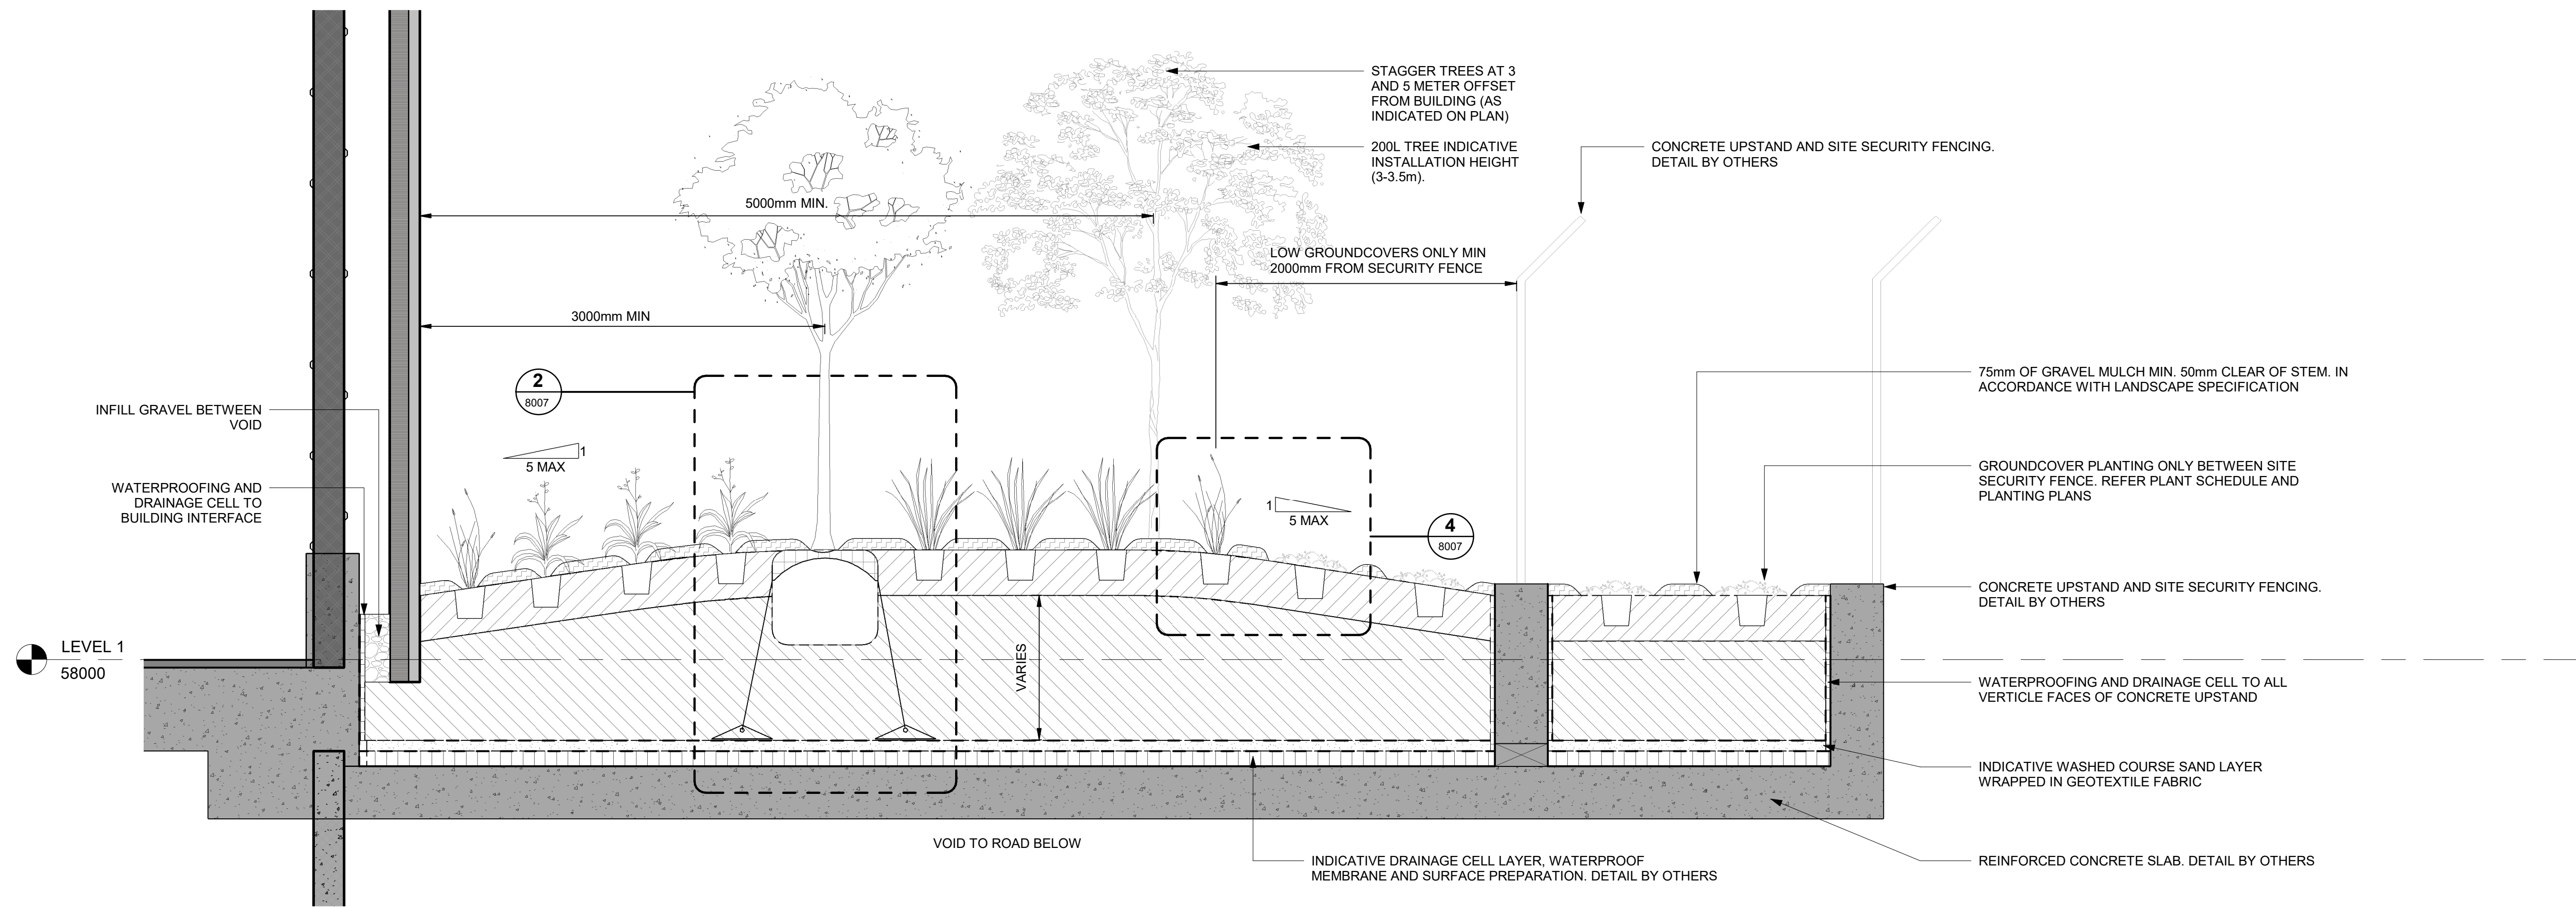 STAGGER TREES AT 3
AND 5 METER OFFSET
FROM BUILDING (AS
INDICATED ON PLAN)
200L TREE INDICATIVE
INSTALLATION HEIGHT
(3-3.5m).
CONCRETE UPSTAND AND SITE SECURITY FENCING.
DETAIL BY OTHERS
5000mm MIN.
LOW GROUNDCOVERS ONLY MIN
2000mm FROM SECURITY FENCE
3000mm MIN
2
8007
75mm OF GRAVEL MULCH MIN. 50mm CLEAR OF STEM. IN
ACCORDANCE WITH LANDSCAPE SPECIFICATION
INFILL GRAVEL BETWEEN
VOID
1
5 MAX
GROUNDCOVER PLANTING ONLY BETWEEN SITE
SECURITY FENCE. REFER PLANT SCHEDULE AND
PLANTING PLANS
WATERPROOFING AND
DRAINAGE CELL TO
BUILDING INTERFACE
1
5 MAX
4
8007
CONCRETE UPSTAND AND SITE SECURITY FENCING.
DETAIL BY OTHERS
LEVEL 1
58000
VARIES
WATERPROOFING AND DRAINAGE CELL TO ALL
VERTICLE FACES OF CONCRETE UPSTAND
INDICATIVE WASHED COURSE SAND LAYER
WRAPPED IN GEOTEXTILE FABRIC
VOID TO ROAD BELOW
INDICATIVE DRAINAGE CELL LAYER, WATERPROOF
MEMBRANE AND SURFACE PREPARATION. DETAIL BY OTHERS
REINFORCED CONCRETE SLAB. DETAIL BY OTHERS